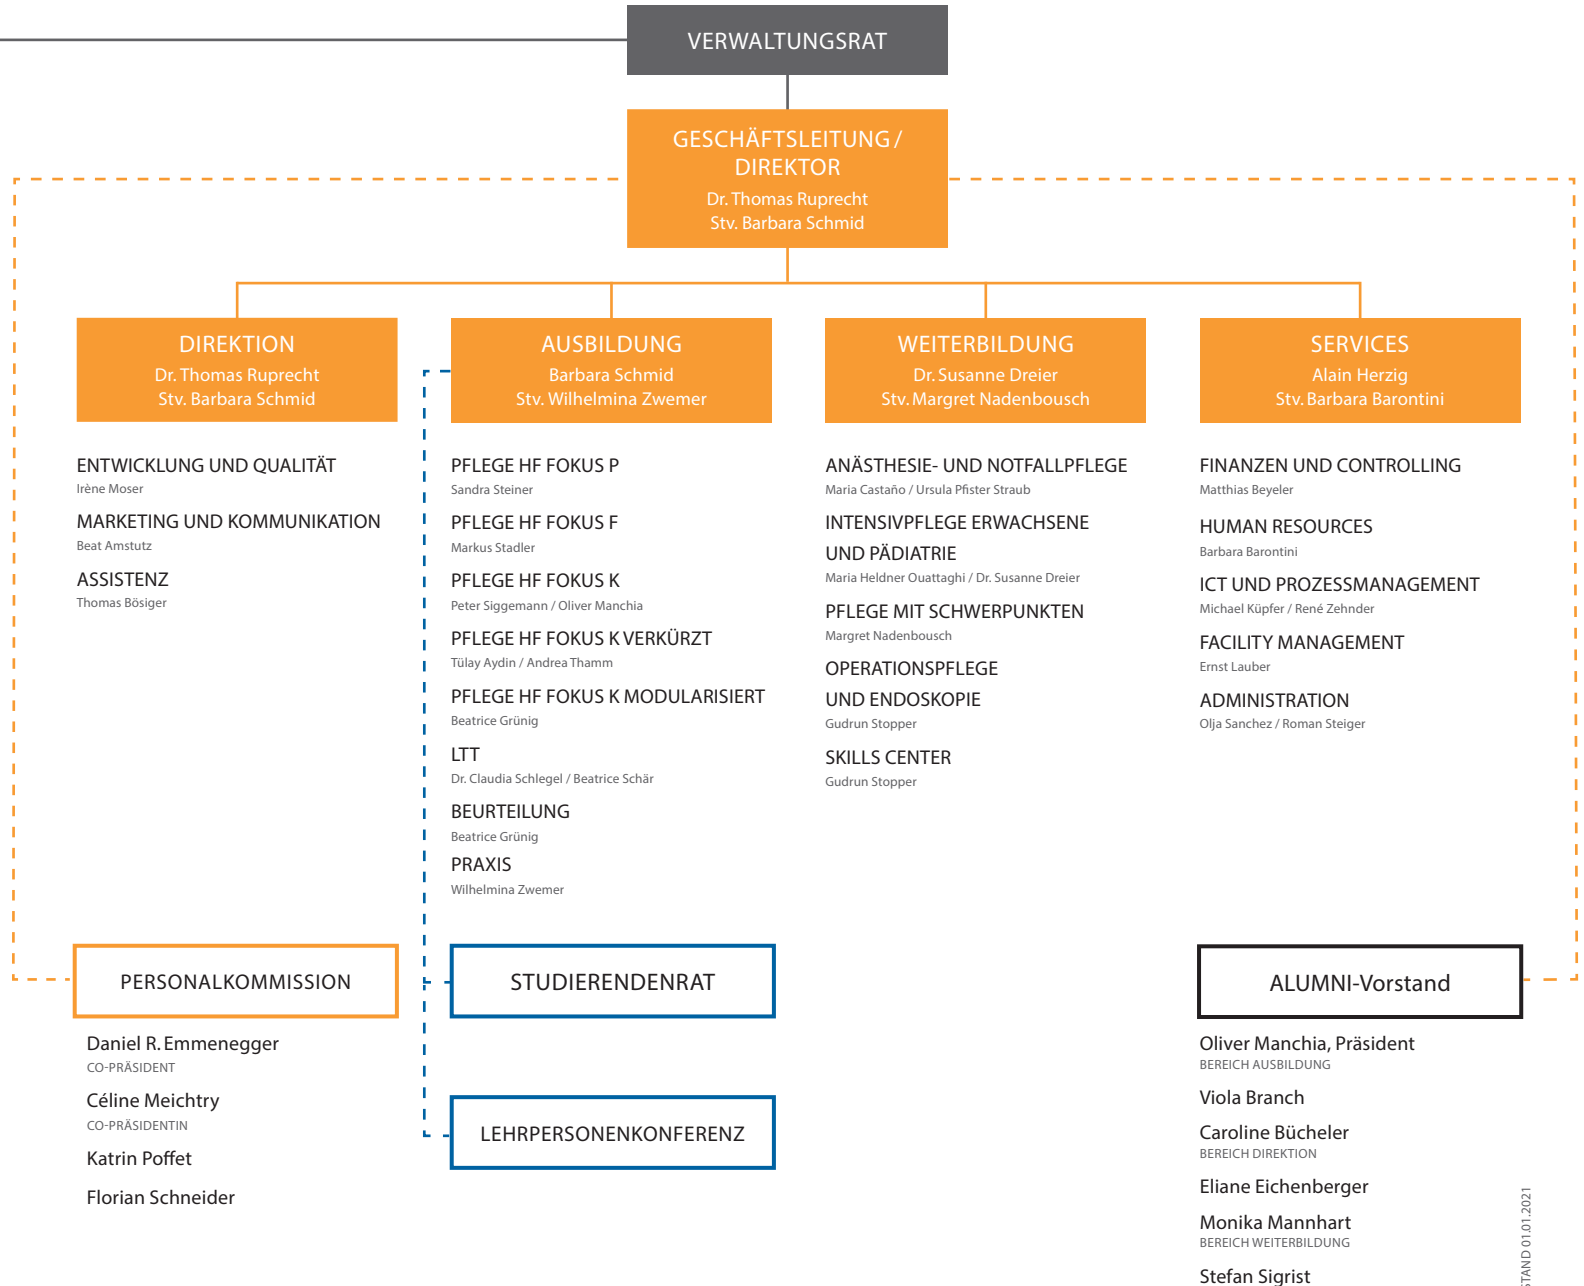 VERWALTUNGSRAT
GESCHÄFTSLEITUNG /
DIREKTOR
Dr. Thomas Ruprecht
Stv. Barbara Schmid
DIREKTION
Dr. Thomas Ruprecht
Stv. Barbara Schmid
ENTWICKLUNG UND QUALITÄT
Irène Moser
MARKETING UND KOMMUNIKATION
Beat Amstutz
ASSISTENZ
Thomas Bösiger
AUSBILDUNG
Barbara Schmid
Stv. Wilhelmina Zwemer
PFLEGE HF FOKUS P
Sandra Steiner
PFLEGE HF FOKUS F
Markus Stadler
PFLEGE HF FOKUS K
Peter Siggemann / Oliver Manchia
PFLEGE HF FOKUS K VERKÜRZT
Tülay Aydin / Andrea Thamm
PFLEGE HF FOKUS K MODULARISIERT
Beatrice Grünig
LTT
Dr. Claudia Schlegel / Beatrice Schär
BEURTEILUNG
Beatrice Grünig
PRAXIS
Wilhelmina Zwemer
WEITERBILDUNG
Dr. Susanne Dreier
Stv. Margret Nadenbousch
ANÄSTHESIE- UND NOTFALLPFLEGE
Maria Castaño / Ursula Pfister Straub
INTENSIVPFLEGE ERWACHSENE
UND PÄDIATRIE
Maria Heldner Ouattaghi / Dr. Susanne Dreier
PFLEGE MIT SCHWERPUNKTEN
Margret Nadenbousch
OPERATIONSPFLEGE
UND ENDOSKOPIE
Gudrun Stopper
SKILLS CENTER
Gudrun Stopper
SERVICES
Alain Herzig
Stv. Barbara Barontini
FINANZEN UND CONTROLLING
Matthias Beyeler
HUMAN RESOURCES
Barbara Barontini
ICT UND PROZESSMANAGEMENT
Michael Küpfer / René Zehnder
FACILITY MANAGEMENT
Ernst Lauber
ADMINISTRATION
Olja Sanchez / Roman Steiger
PERSONALKOMMISSION
Daniel R. Emmenegger
CO-PRÄSIDENT
Céline Meichtry
CO-PRÄSIDENTIN
Katrin Poffet
Florian Schneider
STUDIERENDENRAT
LEHRPERSONENKONFERENZ
ALUMNI-Vorstand
Oliver Manchia, Präsident
BEREICH AUSBILDUNG
Viola Branch
Caroline Bücheler
BEREICH DIREKTION
Eliane Eichenberger
Monika Mannhart
BEREICH WEITERBILDUNG
Stefan Sigrist
STAND 01.01.2021